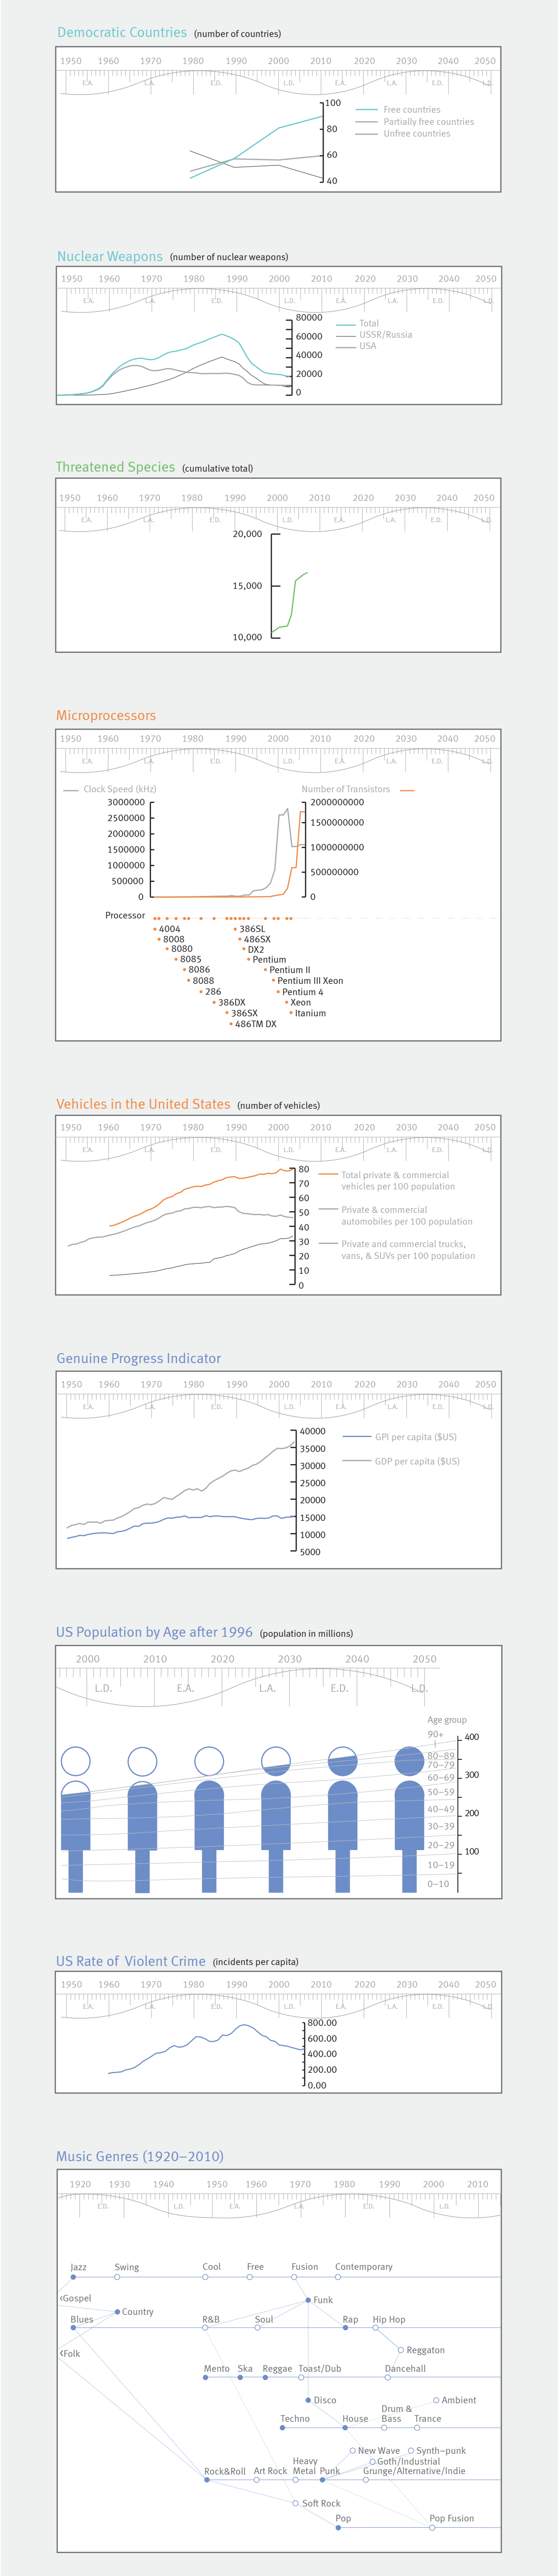 Democratic Countries (number of countries)
1950 1960 1970 1980 1990 2000 2010 2020 2030 2040 2050
E.A. L.A. E.D. L.D. E.A. L.A. E.D. L.D.
100
80
60
40
Free countries
Partially free countries
Unfree countries
Nuclear Weapons (number of nuclear weapons)
1950 1960 1970 1980 1990 2000 2010 2020 2030 2040 2050
E.A. L.A. E.D. L.D. E.A. L.A. E.D. L.D.
80000
60000
40000
20000
0
Total
USSR/Russia
USA
Threatened Species (cumulative total)
1950 1960 1970 1980 1990 2000 2010 2020 2030 2040 2050
E.A. L.A. E.D. L.D. E.A. L.A. E.D. L.D.
20,000
15,000
10,000
Microprocessors
1950 1960 1970 1980 1990 2000 2010 2020 2030 2040 2050
E.A. L.A. E.D. L.D. E.A. L.A. E.D. L.D.
Clock Speed (kHz) Number of Transistors
3000000 2000000000
2500000 1500000000
2000000
1500000 1000000000
1000000
500000 500000000
0 0
Processor
4004 386SL
8008 486SX
8080 DX2
8085 Pentium
8086 Pentium II
8088 Pentium III Xeon
286 Pentium 4
386DX Xeon
386SX Itanium
486TM DX
Vehicles in the United States (number of vehicles)
1950 1960 1970 1980 1990 2000 2010 2020 2030 2040 2050
E.A. L.A. E.D. L.D. E.A. L.A. E.D. L.D.
80
70
60
50
40
30
20
10
0
Total private & commercial
vehicles per 100 population
Private & commercial
automobiles per 100 population
Private and commercial trucks,
vans, & SUVs per 100 population
Genuine Progress Indicator
1950 1960 1970 1980 1990 2000 2010 2020 2030 2040 2050
E.A. L.A. E.D. L.D. E.A. L.A. E.D. L.D.
40000
35000
30000
25000
20000
15000
10000
5000
GPI per capita ($US)
GDP per capita ($US)
US Population by Age after 1996 (population in millions)
2000 2010 2020 2030 2040 2050
L.D. E.A. L.A. E.D. L.D.
Age group
90+
80–89
70–79
60–69
50–59
40–49
30–39
20–29
10–19
0–10
400
300
200
100
US Rate of Violent Crime (incidents per capita)
1950 1960 1970 1980 1990 2000 2010 2020 2030 2040 2050
E.A. L.A. E.D. L.D. E.A. L.A. E.D. L.D.
800.00
600.00
400.00
200.00
0.00
Music Genres (1920–2010)
1920 1930 1940 1950 1960 1970 1980 1990 2000 2010
E.D. L.D. E.A. L.A. E.D. L.D.
Jazz Swing Cool Free Fusion Contemporary
‹Gospel Funk
Country
Blues R&B Soul Rap Hip Hop
‹Folk Reggaton
Mento Ska Reggae Toast/Dub Dancehall
Disco Ambient
Techno House Drum &
Bass Trance
New Wave Synth–punk
Heavy Goth/Industrial
Rock&Roll Art Rock Metal Punk Grunge/Alternative/Indie
Soft Rock
Pop Pop Fusion